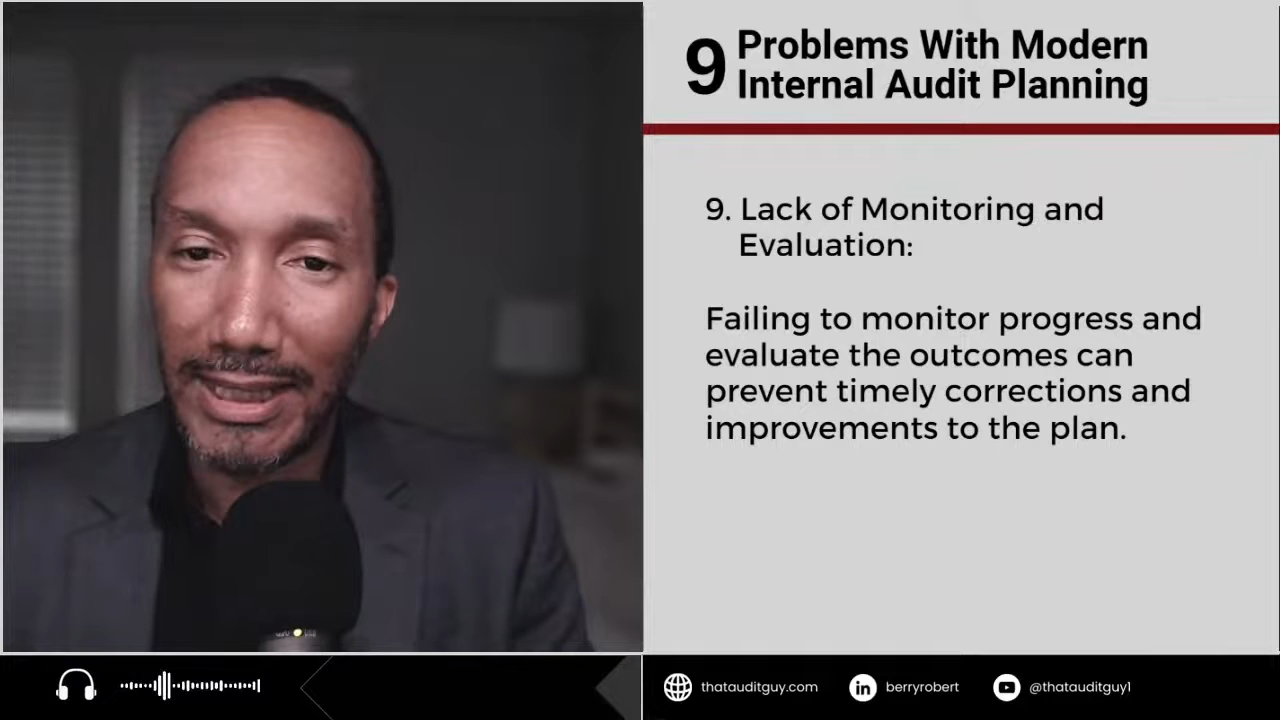 9 Problems With Modern
Internal Audit Planning
9. Lack of Monitoring and
Evaluation:
Failing to monitor progress and
evaluate the outcomes can
prevent timely corrections and
improvements to the plan.
thatauditguy.com
berryrobert
@thatauditguy1